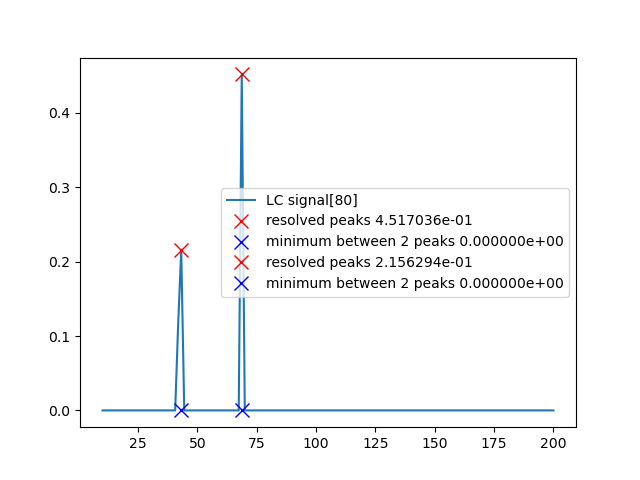 0.4
0.3
0.2
0.1
0.0
LC signal[80]
resolved peaks 4.517036e-01
minimum between 2 peaks 0.000000e+00
resolved peaks 2.156294e-01
minimum between 2 peaks 0.000000e+00
25 50 75 100 125 150 175 200